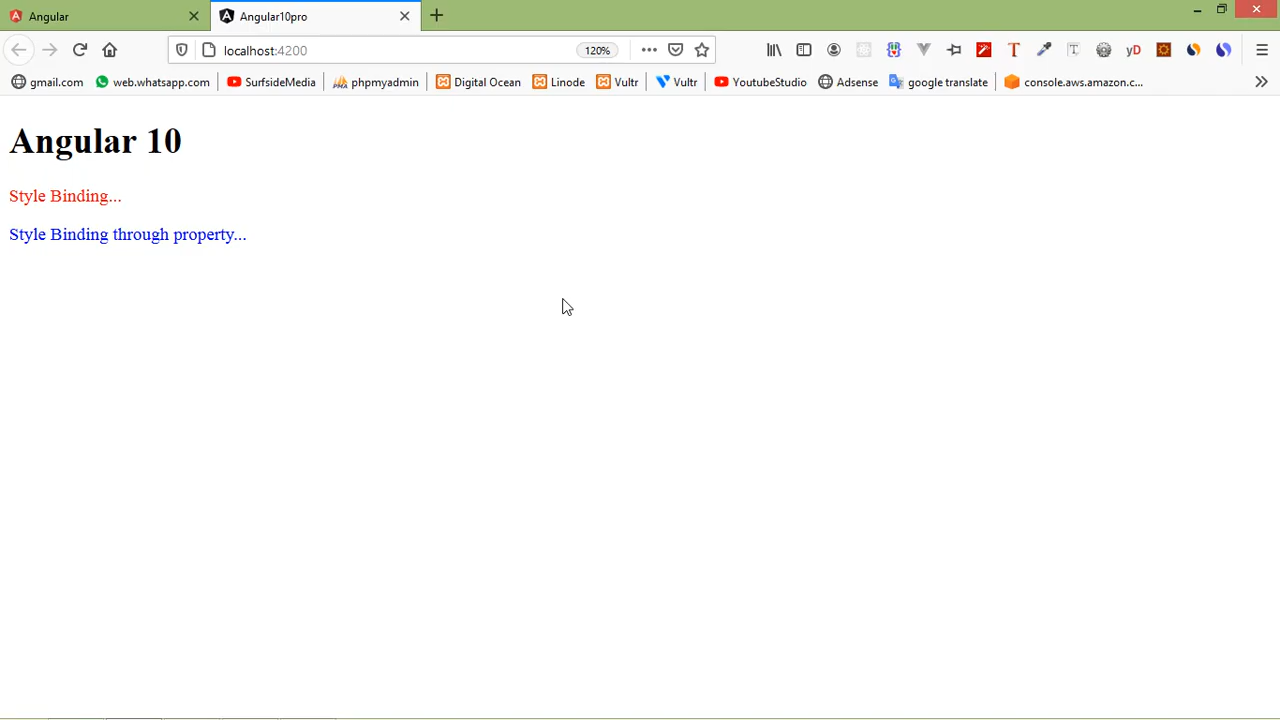 Angular
Angular10pro
localhost:4200
120%
T
T
yD
gmail.com
web.whatsapp.com
SurfsideMedia
phpmyadmin
Digital Ocean
Linode
Vultr
Vultr
YoutubeStudio
Adsense
google translate
console.aws.amazon.c...
Angular 10
Style Binding...
Style Binding through property...